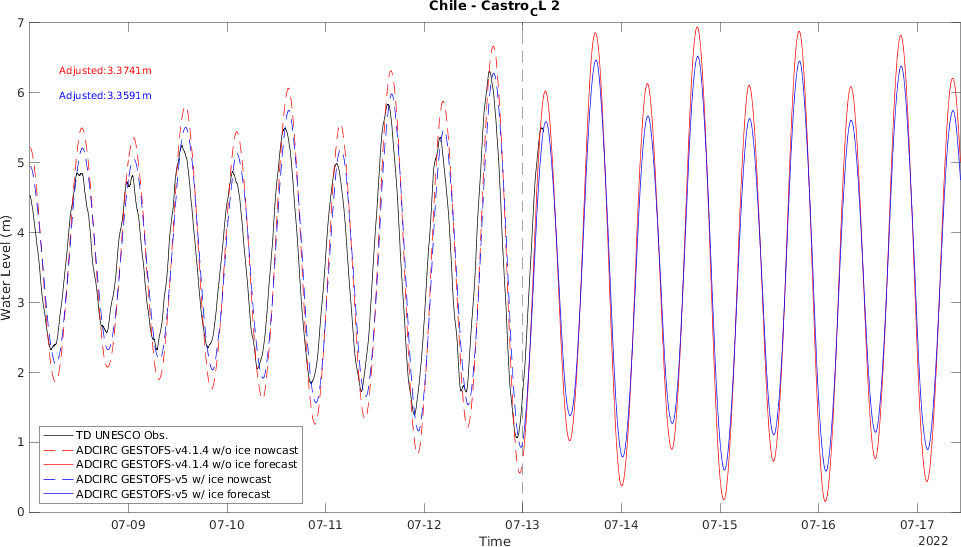 Chile - Castro_CL 2
Adjusted:3.3741m
Adjusted:3.3591m
Water Level (m)
7
6
5
4
3
2
1
0
TD UNESCO Obs.
ADCIRC GESTOFS-v4.1.4 w/o ice nowcast
ADCIRC GESTOFS-v4.1.4 w/o ice forecast
ADCIRC GESTOFS-v5 w/ ice nowcast
ADCIRC GESTOFS-v5 w/ ice forecast
07-09 07-10 07-11 07-12 07-13 07-14 07-15 07-16 07-17
Time
2022